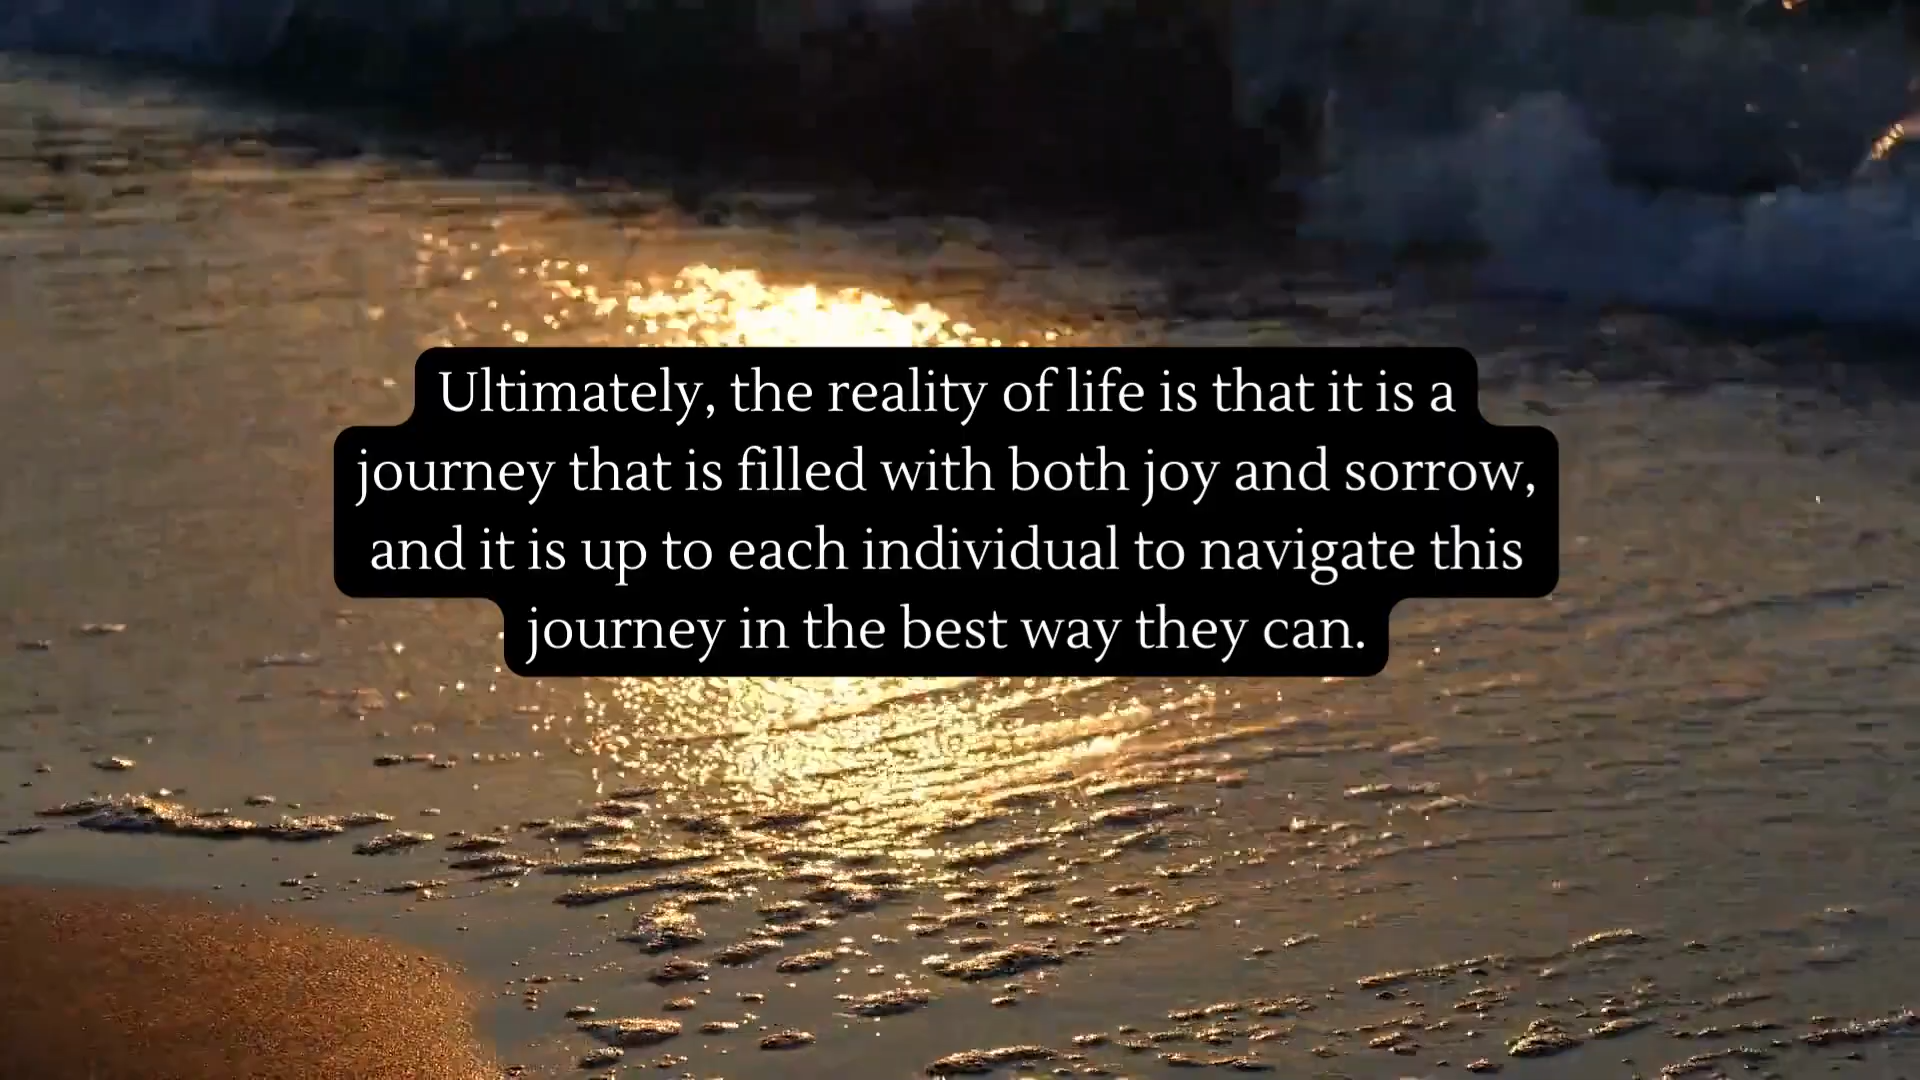 Ultimately, the reality of life is that it is a
journey that is filled with both joy and sorrow,
and it is up to each individual to navigate this
journey in the best way they can.